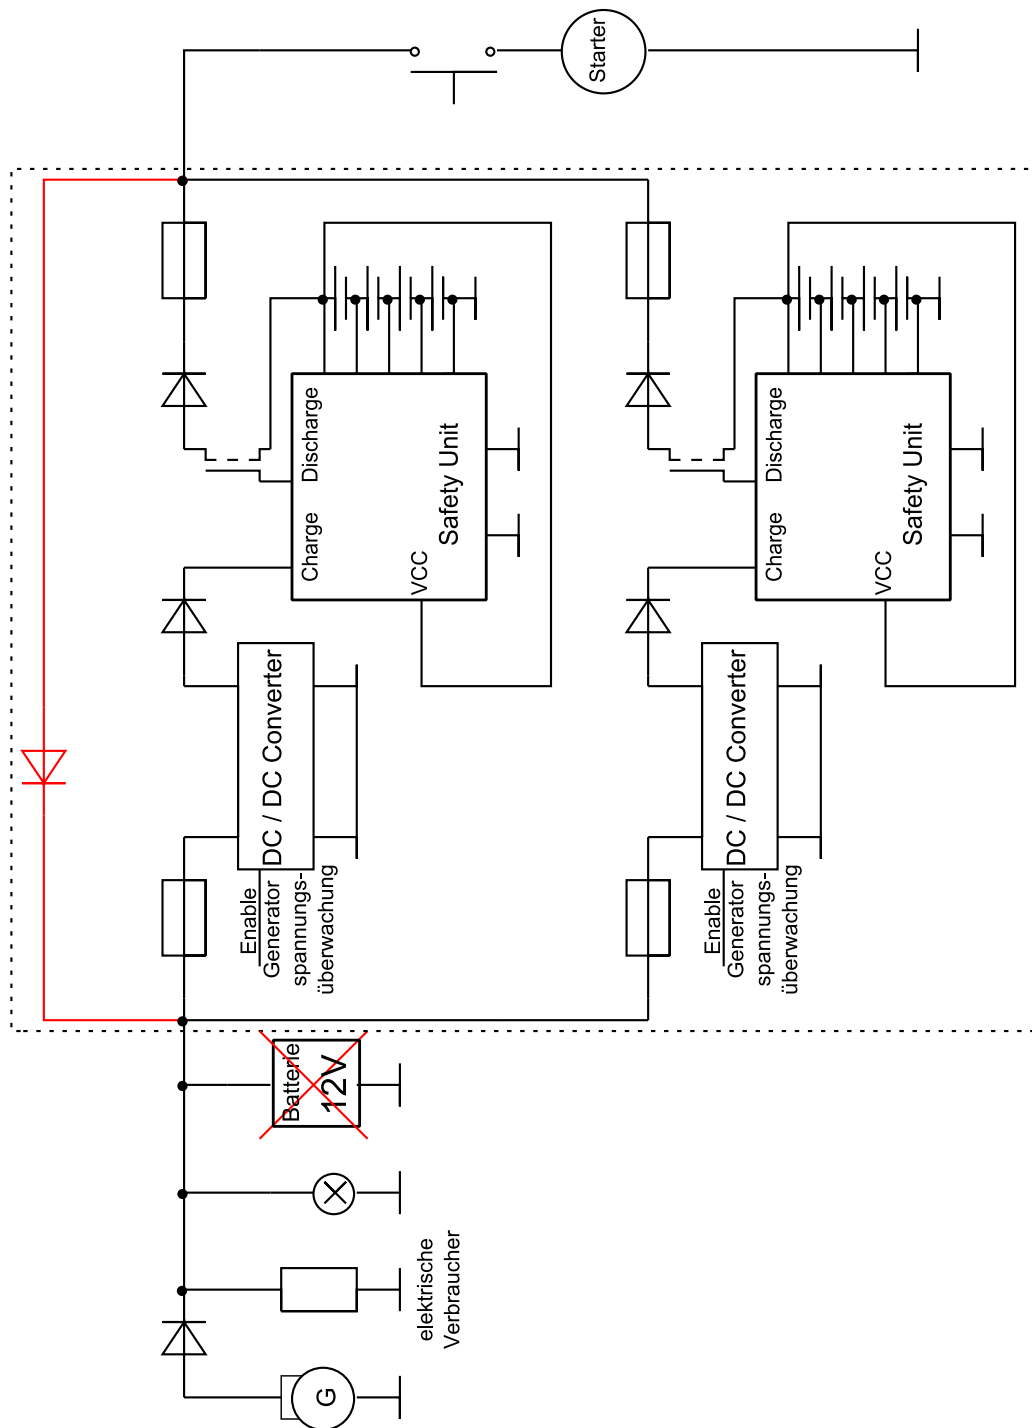 Starter
Discharge
Charge
Safety Unit
VCC
DC / DC Converter
Enable
Generator
spannungs-
überwachung
Discharge
Charge
Safety Unit
VCC
DC / DC Converter
Enable
Generator
spannungs-
überwachung
Batterie
12V
elektrische
Verbraucher
G